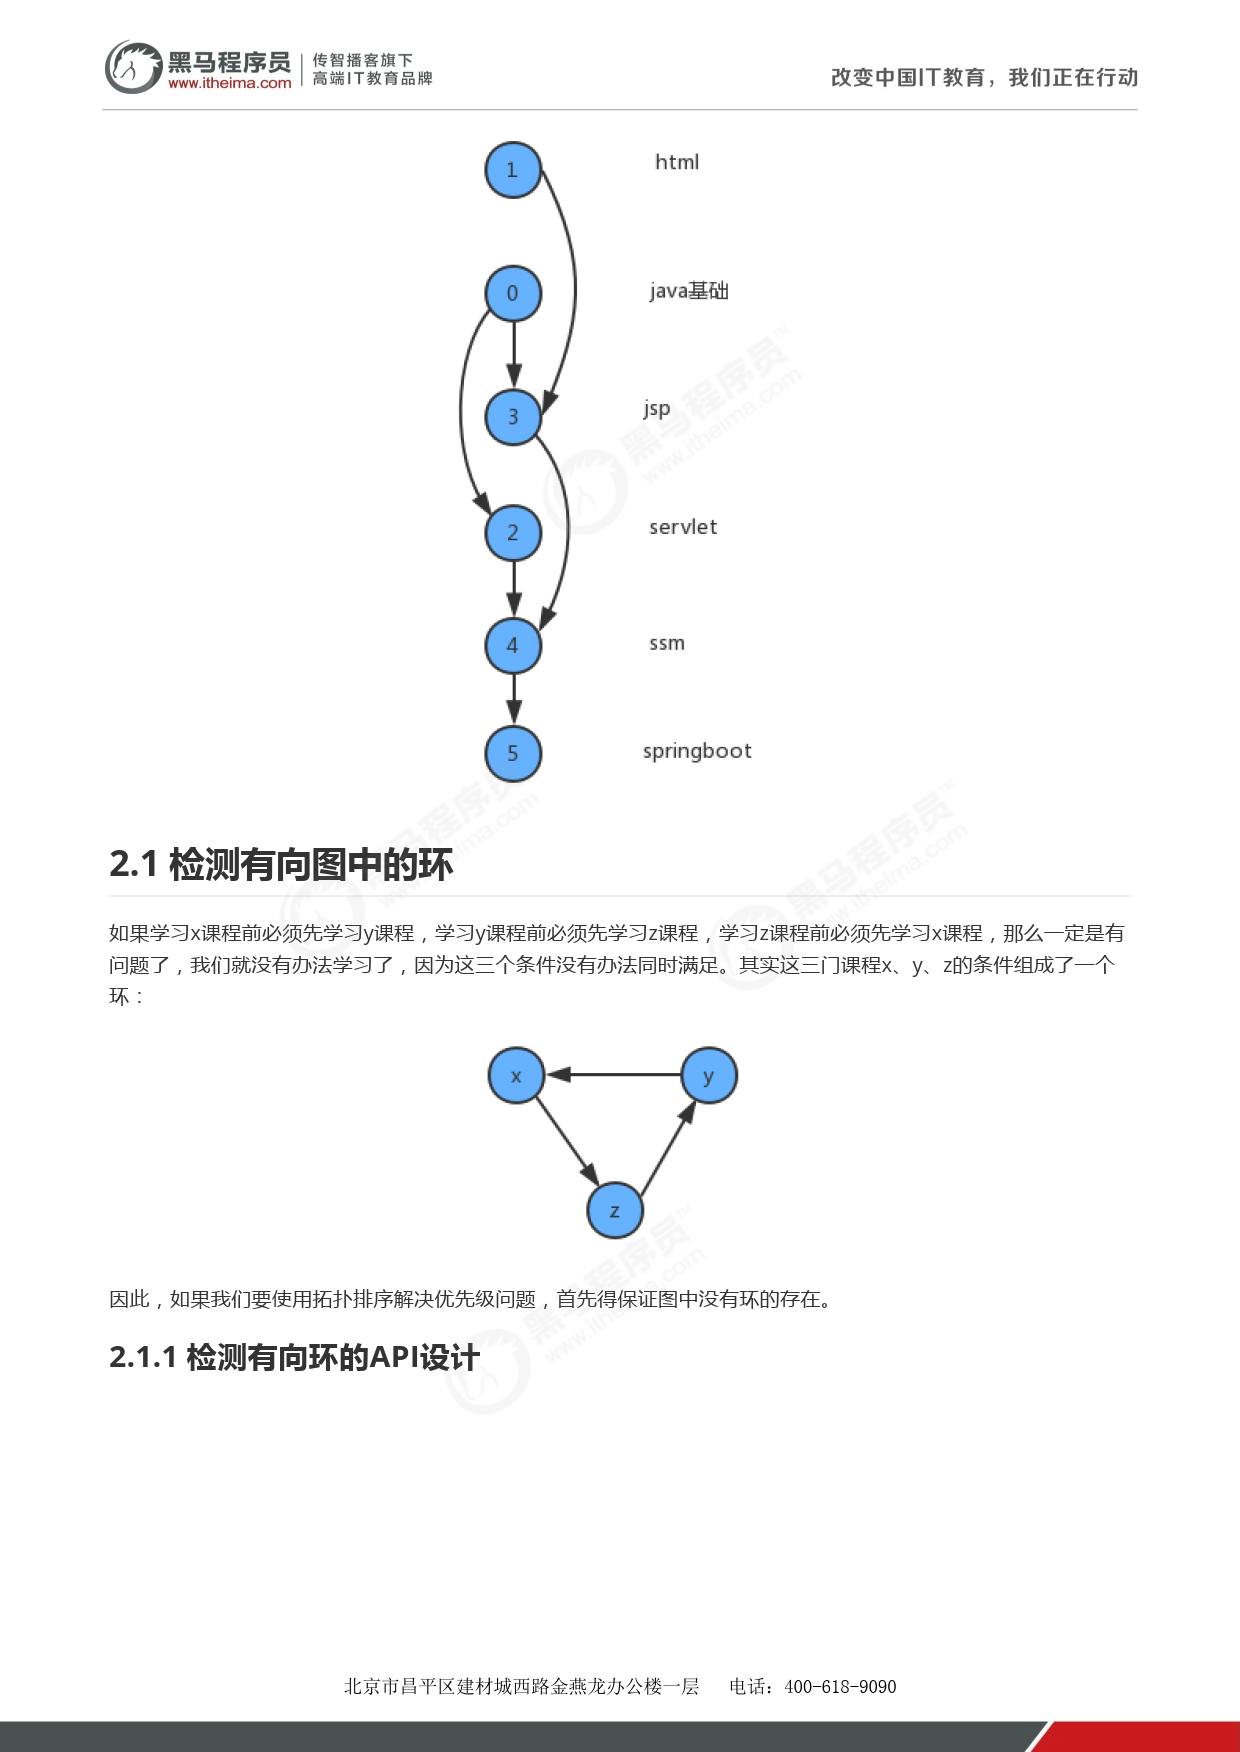 黑马程序员
www.itheima.com
传智播客旗下
高端IT教育品牌
改变中国IT教育，我们正在行动
1 html
0 java基础
3 jsp
2 servlet
4 ssm
5 springboot
2.1 检测有向图中的环
如果学习x课程前必须先学习y课程，学习y课程前必须先学习z课程，学习z课程前必须先学习x课程，那么一定是有
问题了，我们就没有办法学习了，因为这三个条件没有办法同时满足。其实这三门课程x、y、z的条件组成了一个
环：
x y
z
因此，如果我们要使用拓扑排序解决优先级问题，首先得保证图中没有环的存在。
2.1.1 检测有向环的API设计
北京市昌平区建材城西路金燕龙办公楼一层 电话：400-618-9090